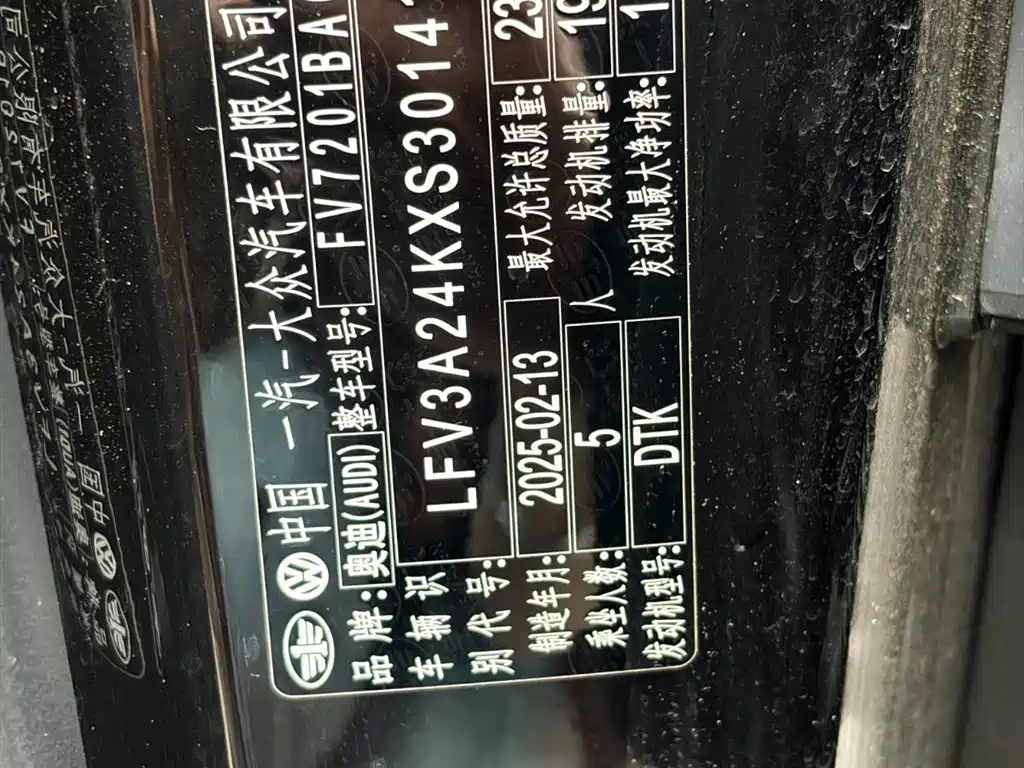 中国 一汽-大众汽车有限公司
品牌: 奥迪(AUDI) 整车型号: FV7201BA
车辆识别代号: LFV3A24KXS3014
制造年月: 2025-02-13 最大允许总质量: 23
乘坐人数: 5 人 发动机排量: 19
发动机型号: DTK 发动机最大净功率: 1